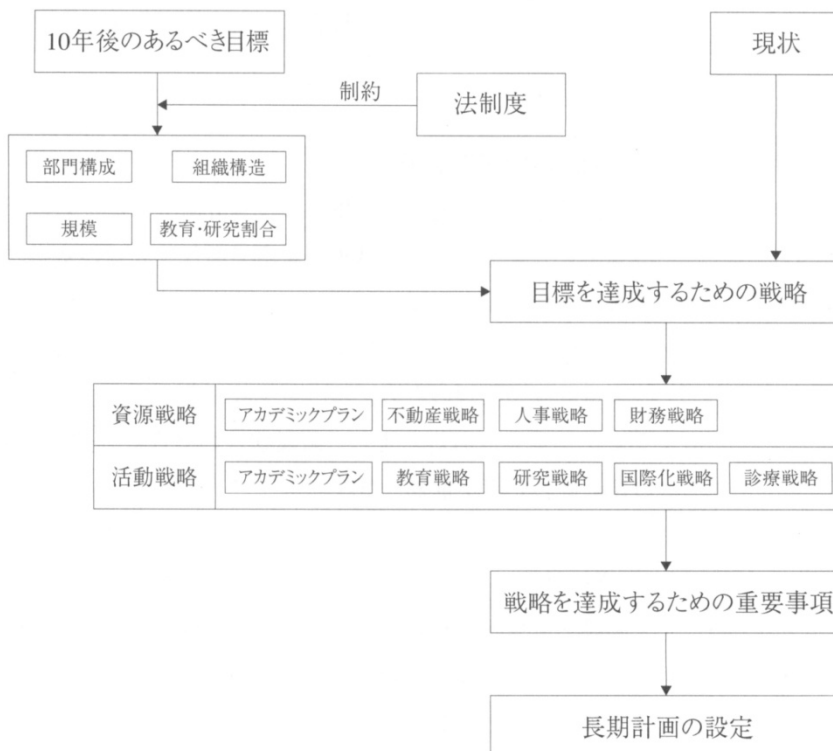 10年後のあるべき目標
現状
制約
法制度
部門構成
組織構造
規模
教育・研究割合
目標を達成するための戦略
資源戦略
アカデミックプラン
不動産戦略
人事戦略
財務戦略
活動戦略
アカデミックプラン
教育戦略
研究戦略
国際化戦略
診療戦略
戦略を達成するための重要事項
長期計画の設定